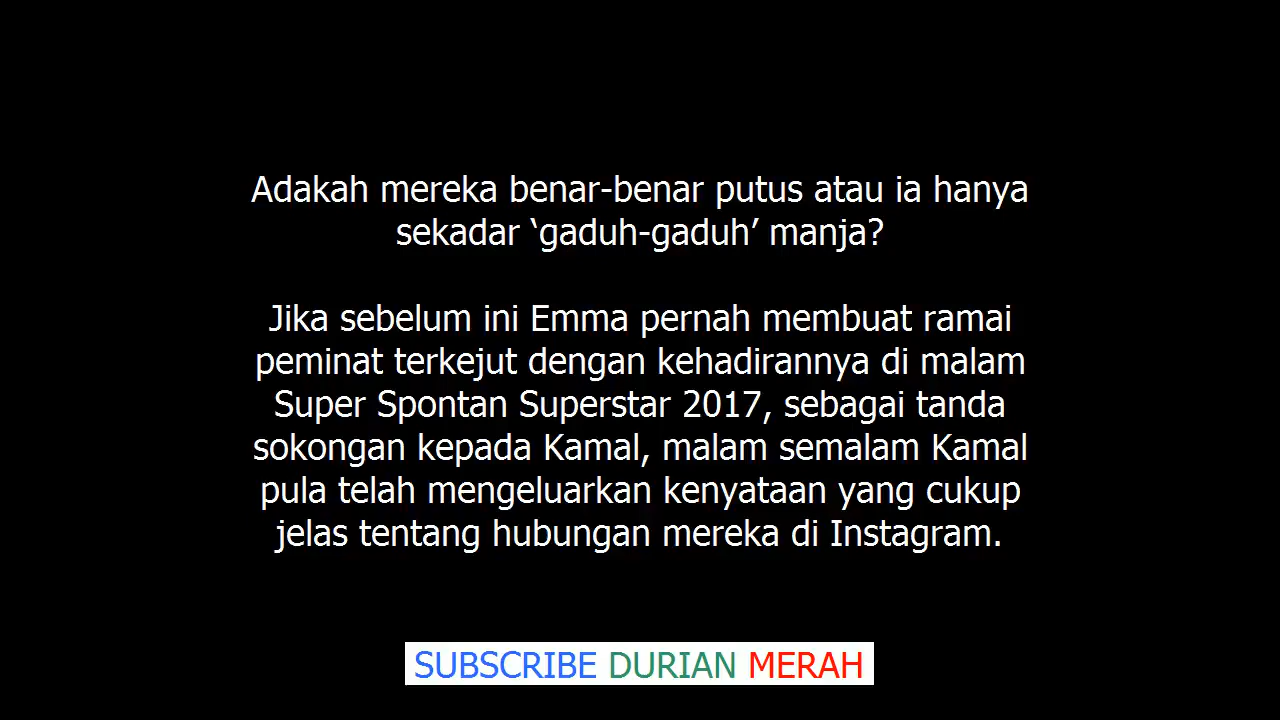 Adakah mereka benar-benar putus atau ia hanya
sekadar ‘gaduh-gaduh’ manja?
Jika sebelum ini Emma pernah membuat ramai
peminat terkejut dengan kehadirannya di malam
Super Spontan Superstar 2017, sebagai tanda
sokongan kepada Kamal, malam semalam Kamal
pula telah mengeluarkan kenyataan yang cukup
jelas tentang hubungan mereka di Instagram.
SUBSCRIBE DURIAN MERAH